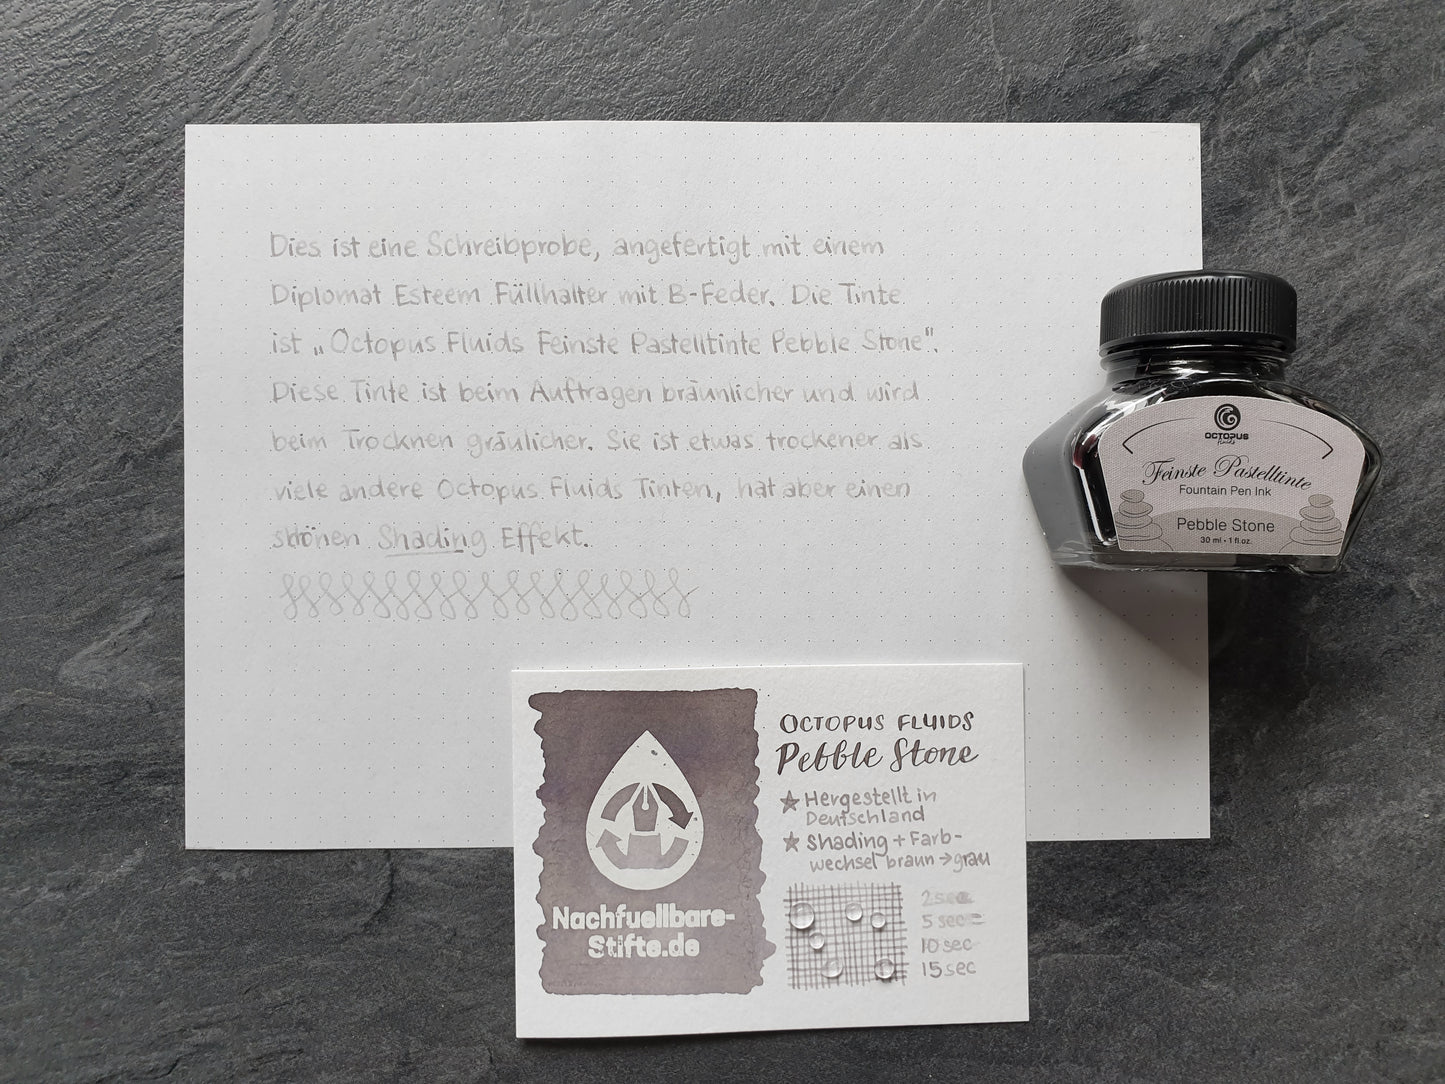 Dies ist eine Schreibprobe, angefertigt mit einem
Diplomat Esteem Füllhalter mit B-Feder. Die Tinte
ist „Octopus Fluids Feinste Pastelltinte Pebble Stone".
Diese Tinte ist beim Auftragen bräunlicher und wird
beim Trocknen gräulicher. Sie ist etwas trockener als
viele andere Octopus Fluids Tinten, hat aber einen
schönen Shading Effekt.
OCTOPUS
fluids
Feinste Pastelltinte
Fountain Pen Ink
Pebble Stone
30 ml • 1 fl.oz.
Nachfuellbare-
Stifte.de
OCTOPUS FLUIDS
Pebble Stone
Hergestellt in
Deutschland
Shading + Farb-
wechsel braun → grau
2 sec
5 sec
10 sec
15 sec